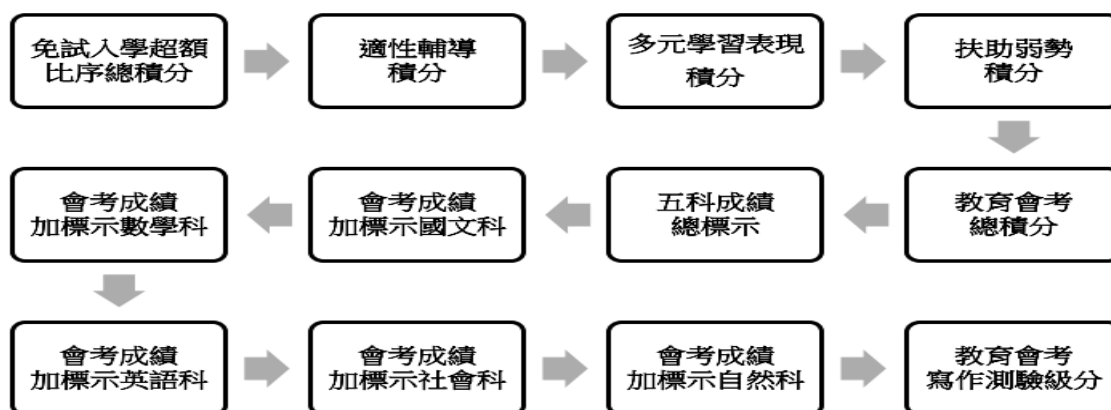 免試入學超額
比序總積分
適性輔導
積分
多元學習表現
積分
扶助弱勢
積分
教育會考
總積分
五科成績
總標示
會考成績
加標示國文科
會考成績
加標示數學科
會考成績
加標示英語科
會考成績
加標示社會科
會考成績
加標示自然科
教育會考
寫作測驗級分